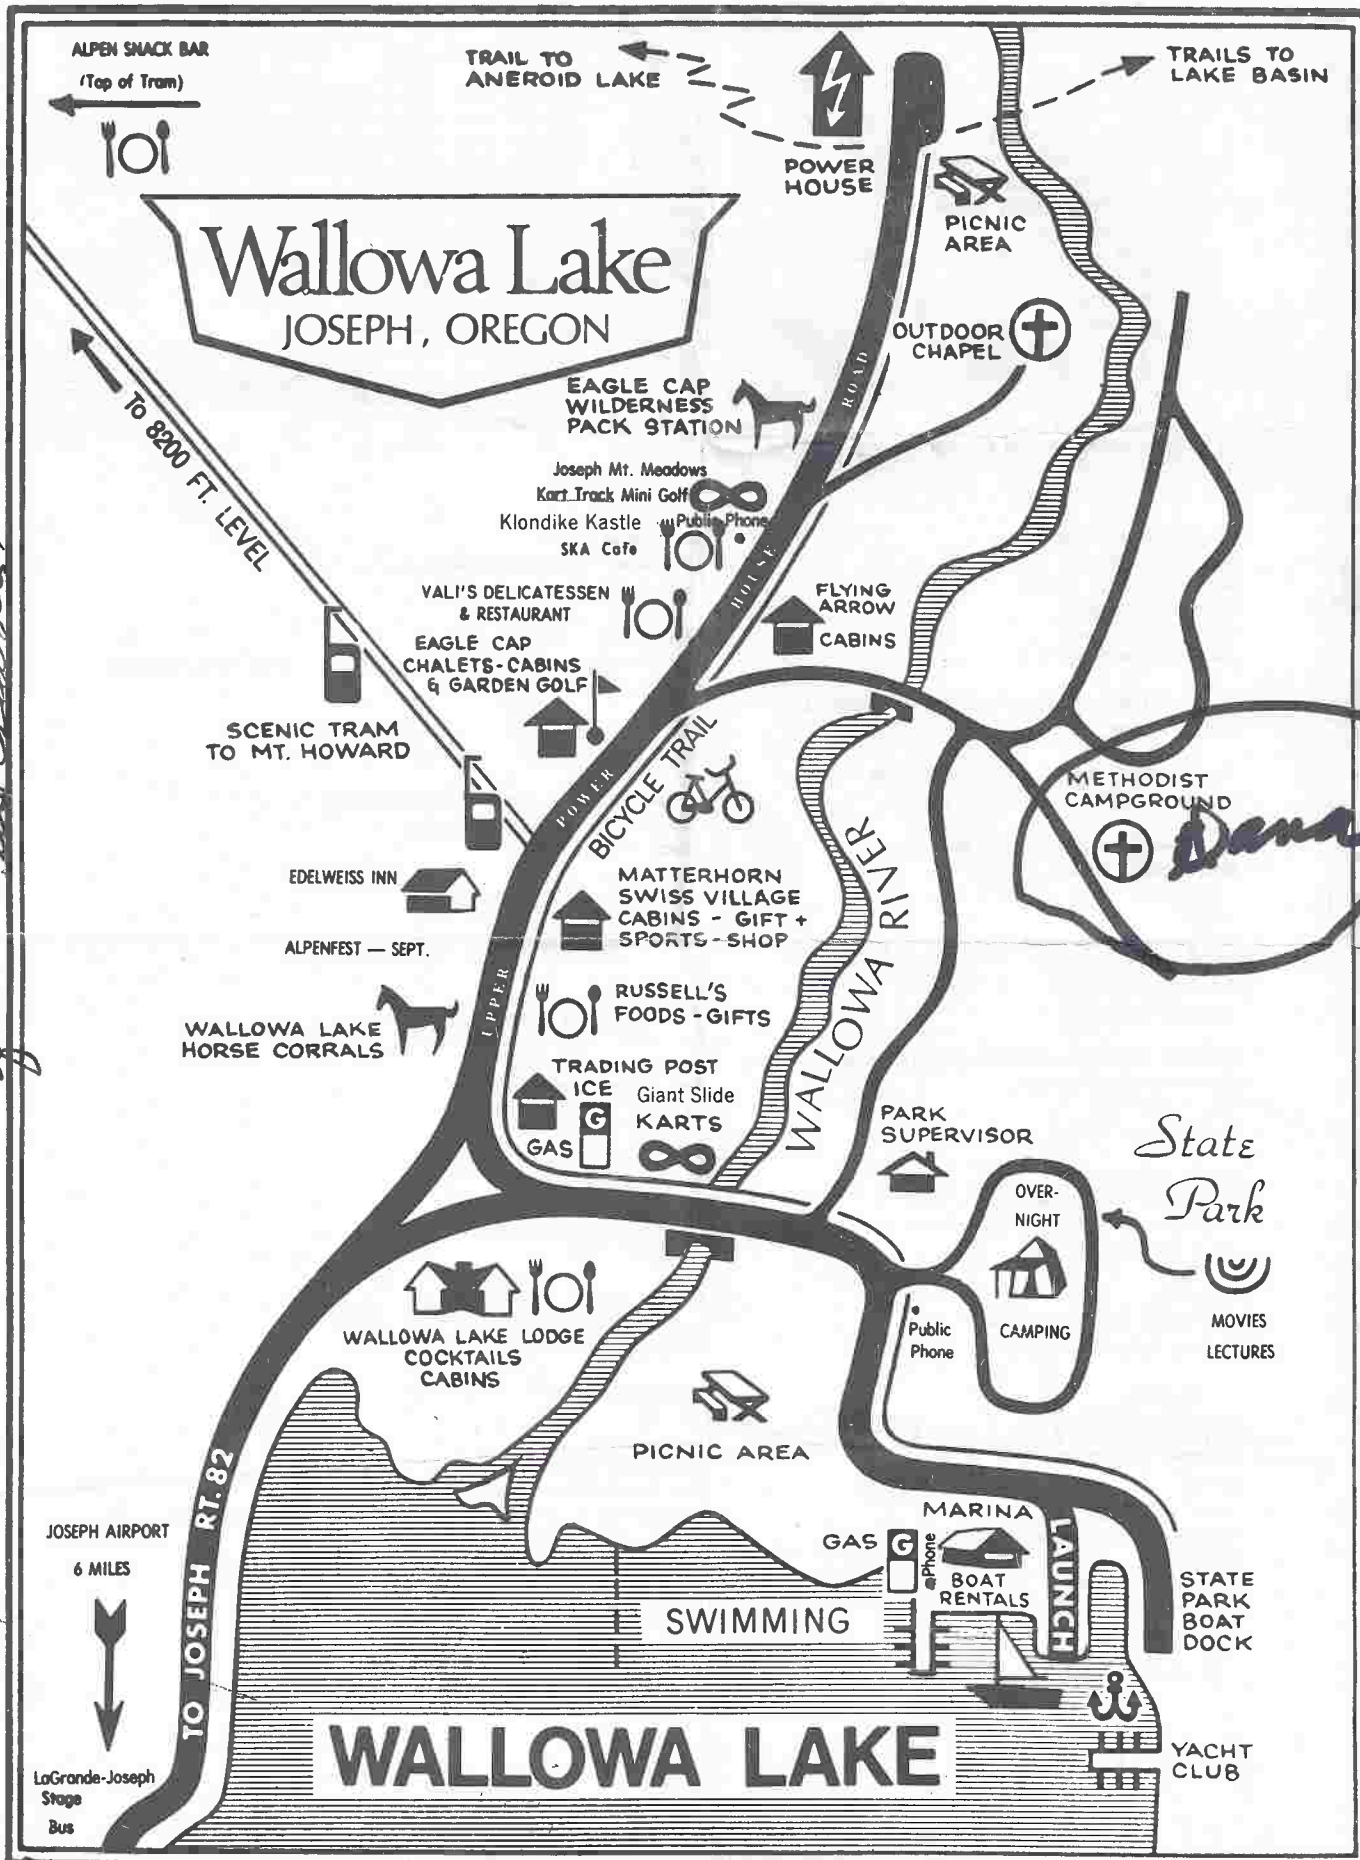 ALPEN SNACK BAR
(Top of Tram)
TRAIL TO
ANEROID LAKE
TRAILS TO
LAKE BASIN
POWER
HOUSE
PICNIC
AREA
Wallowa Lake
JOSEPH, OREGON
OUTDOOR
CHAPEL
EAGLE CAP
WILDERNESS
PACK STATION
To 8200 FT. LEVEL
Joseph Mt. Meadows
Kart Track Mini Golf
Klondike Kastle
Public Phone
SKA Cafe
VALI'S DELICATESSEN
& RESTAURANT
FLYING
ARROW
CABINS
EAGLE CAP
CHALETS-CABINS
& GARDEN GOLF
SCENIC TRAM
TO MT. HOWARD
UPPER POWER HOUSE ROAD
BICYCLE TRAIL
METHODIST
CAMPGROUND
Dana
EDELWEISS INN
MATTERHORN
SWISS VILLAGE
CABINS - GIFT +
SPORTS-SHOP
WALLOWA RIVER
ALPENFEST — SEPT.
RUSSELL'S
FOODS-GIFTS
WALLOWA LAKE
HORSE CORRALS
TRADING POST
ICE
Giant Slide
G
KARTS
GAS
PARK
SUPERVISOR
State
Park
OVER-
NIGHT
CAMPING
MOVIES
LECTURES
Public
Phone
WALLOWA LAKE LODGE
COCKTAILS
CABINS
PICNIC AREA
TO JOSEPH RT. 82
JOSEPH AIRPORT
6 MILES
MARINA
GAS
G
Phone
BOAT
RENTALS
LAUNCH
STATE
PARK
BOAT
DOCK
SWIMMING
WALLOWA LAKE
YACHT
CLUB
LaGrande-Joseph
Stage
Bus